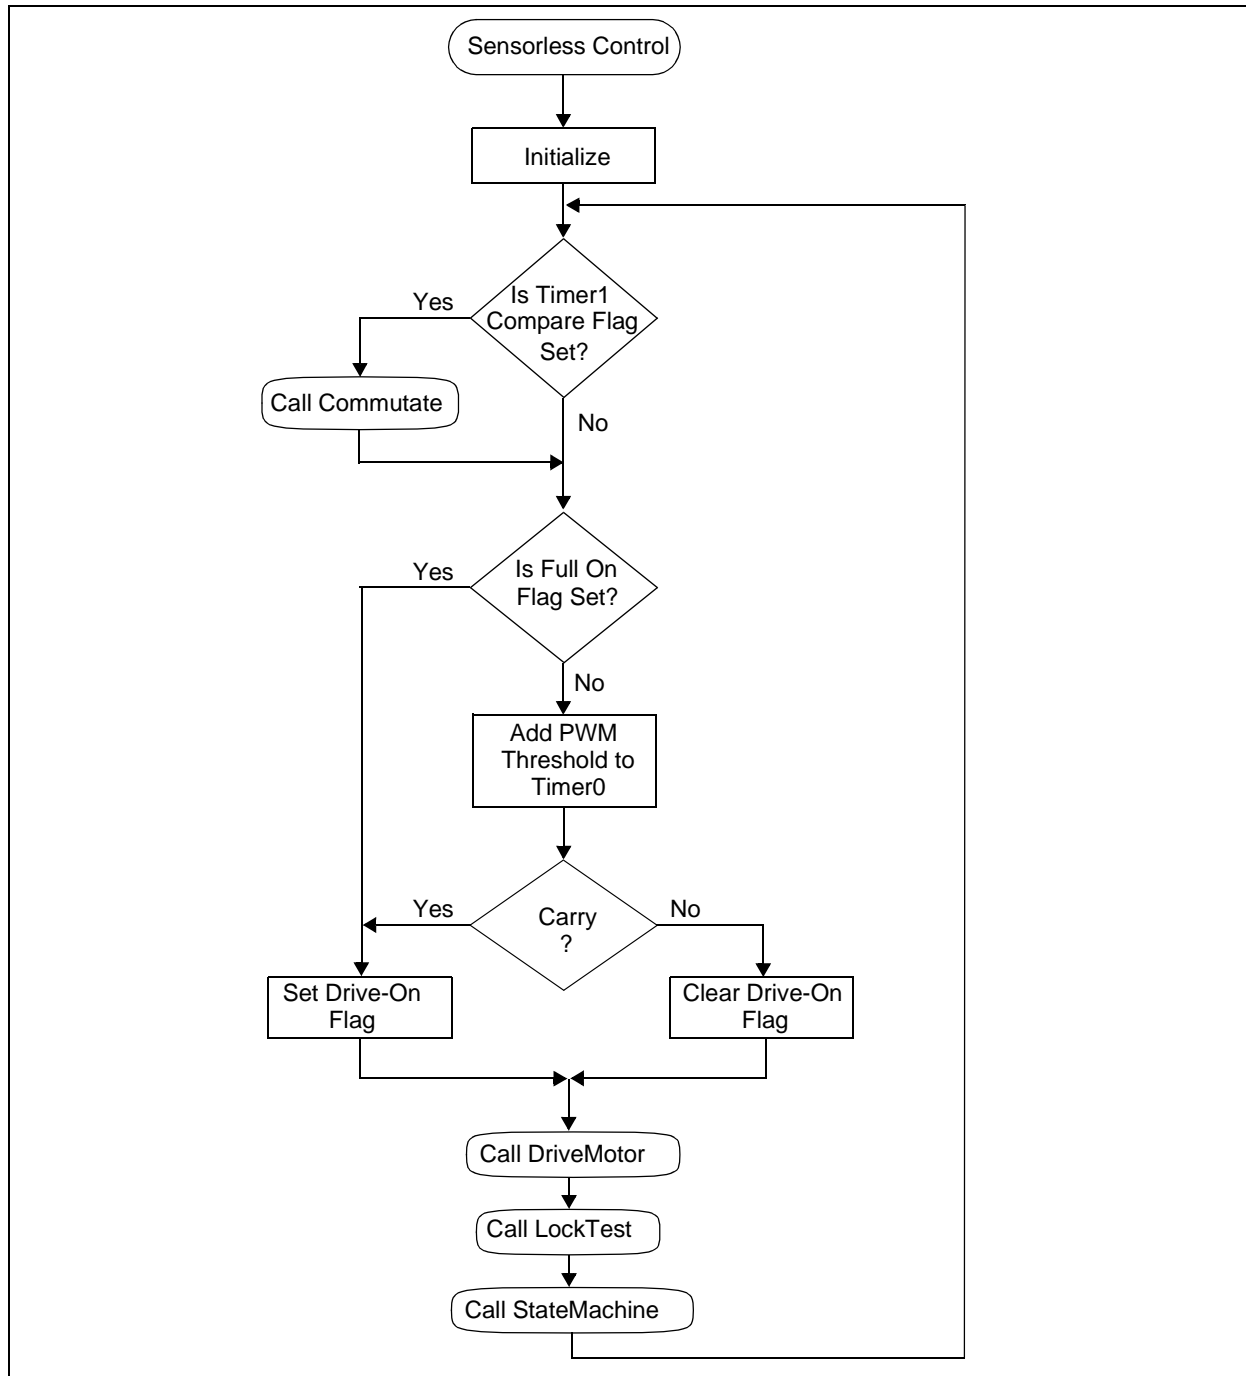 Sensorless Control
Initialize
Yes
Is Timer1
Compare Flag
Set?
Call Commutate
No
Yes
Is Full On
Flag Set?
No
Add PWM
Threshold to
Timer0
Yes
Carry
?
No
Set Drive-On
Flag
Clear Drive-On
Flag
Call DriveMotor
Call LockTest
Call StateMachine